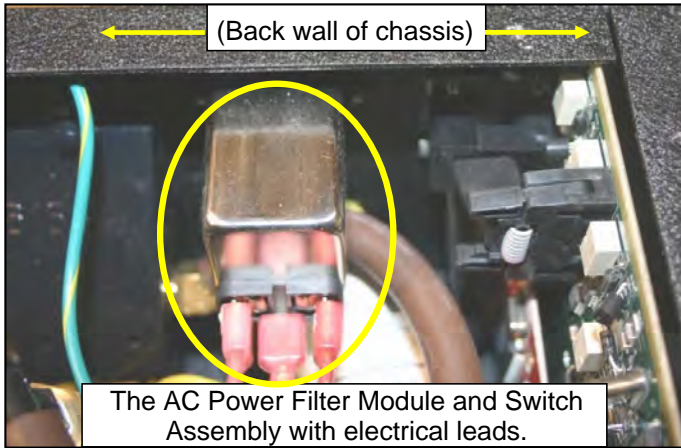 (Back wall of chassis)
The AC Power Filter Module and Switch
Assembly with electrical leads.